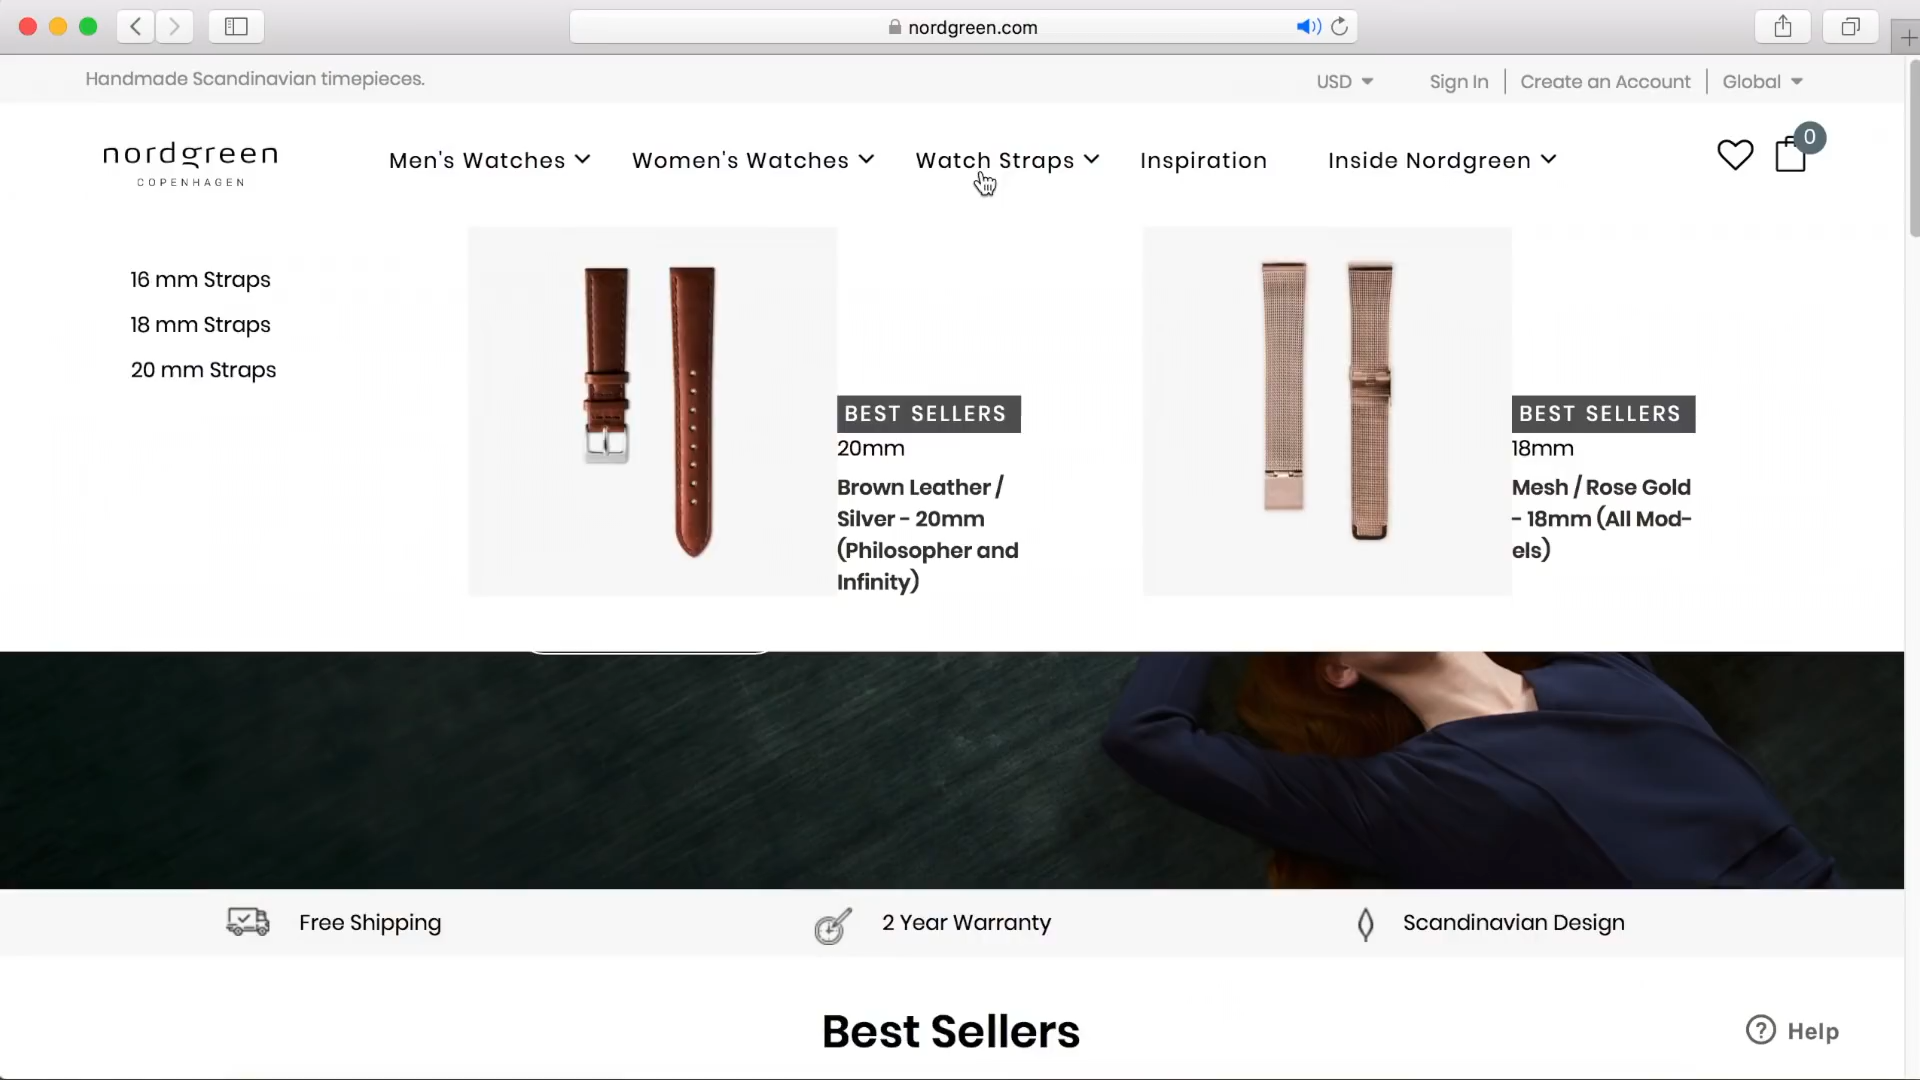 nordgreen.com
Handmade Scandinavian timepieces.
USD
Sign In
Create an Account
Global
nordgreen
COPENHAGEN
Men's Watches
Women's Watches
Watch Straps
Inspiration
Inside Nordgreen
0
16 mm Straps
18 mm Straps
20 mm Straps
BEST SELLERS
20mm
Brown Leather /
Silver - 20mm
(Philosopher and
Infinity)
BEST SELLERS
18mm
Mesh / Rose Gold
- 18mm (All Mod-
els)
Free Shipping
2 Year Warranty
Scandinavian Design
Best Sellers
? Help